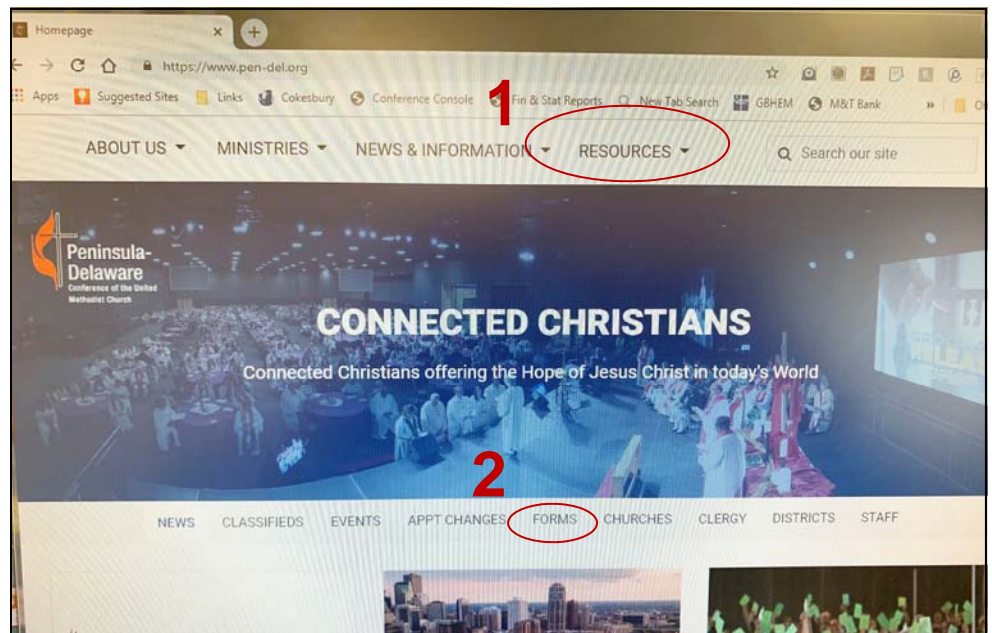 Homepage
https://www.pen-del.org
Apps Suggested Sites Links Cokesbury Conference Console Fin & Stat Reports New Tab Search GBHEM M&T Bank
1
ABOUT US MINISTRIES NEWS & INFORMATION RESOURCES Search our site
Peninsula-
Delaware
Conference of the United
Methodist Church
CONNECTED CHRISTIANS
Connected Christians offering the Hope of Jesus Christ in today's World
2
NEWS CLASSIFIEDS EVENTS APPT CHANGES FORMS CHURCHES CLERGY DISTRICTS STAFF